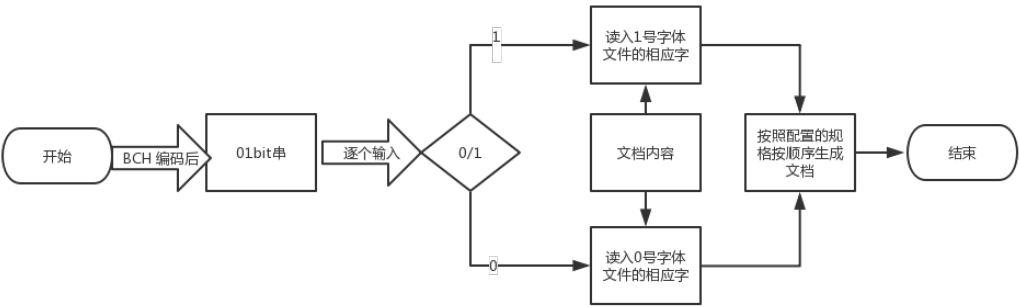 开始
BCH 编码后
01bit串
逐个输入
0/1
1
0
读入1号字体
文件的相应字
文档内容
读入0号字体
文件的相应字
按照配置的规
格按顺序生成
文档
结束